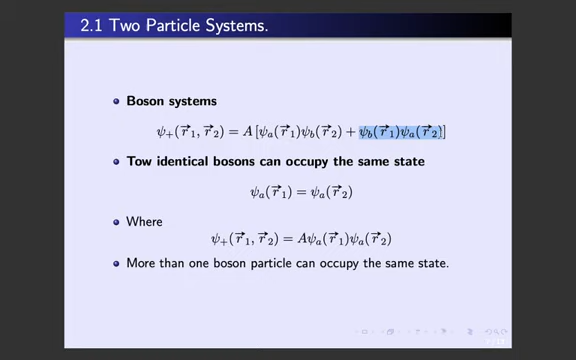 2.1 Two Particle Systems.
Boson systems
ψ₊(r⃗₁, r⃗₂) = A [ψₐ(r⃗₁)ψ_b(r⃗₂) + ψ_b(r⃗₁)ψₐ(r⃗₂)]
Tow identical bosons can occupy the same state
ψₐ(r⃗₁) = ψₐ(r⃗₂)
Where
ψ₊(r⃗₁, r⃗₂) = Aψₐ(r⃗₁)ψₐ(r⃗₂)
More than one boson particle can occupy the same state.